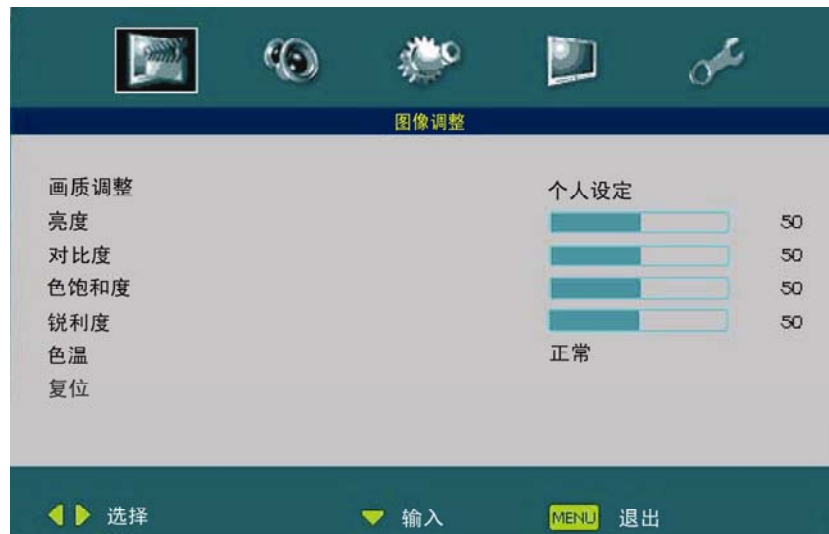 图像调整
画质调整 个人设定
亮度 50
对比度 50
色饱和度 50
锐利度 50
色温 正常
复位
选择 输入 MENU 退出